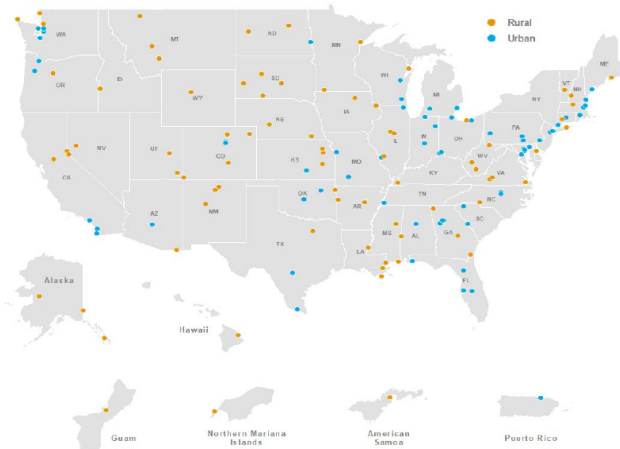 Rural
Urban
WA
MT
ND
MN
ME
VT
NH
OR
ID
SD
WI
MI
NY
WY
IA
PA
NE
NV
UT
CO
IL
IN
OH
WV
VA
CA
KS
MO
KY
AZ
NM
OK
AR
TN
NC
SC
TX
LA
MS
AL
GA
FL
Alaska
Hawaii
Guam
Northern Mariana
Islands
American
Samoa
Puerto Rico